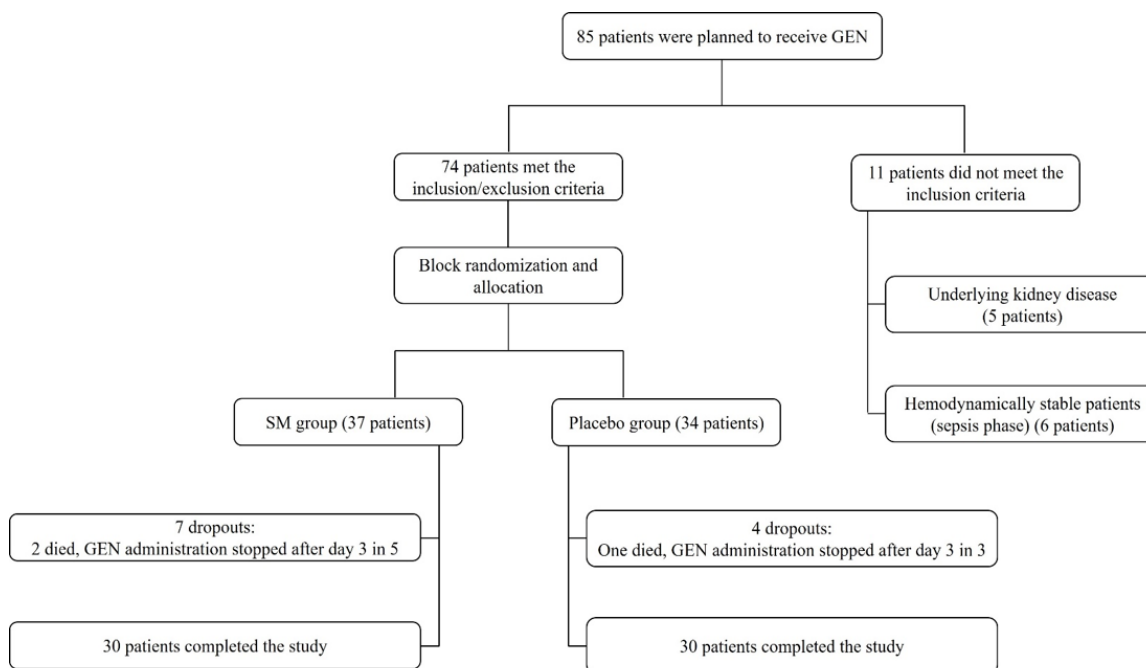 85 patients were planned to receive GEN
74 patients met the
inclusion/exclusion criteria
11 patients did not meet the
inclusion criteria
Block randomization and
allocation
Underlying kidney disease
(5 patients)
Hemodynamically stable patients
(sepsis phase) (6 patients)
SM group (37 patients)
Placebo group (34 patients)
7 dropouts:
2 died, GEN administration stopped after day 3 in 5
4 dropouts:
One died, GEN administration stopped after day 3 in 3
30 patients completed the study
30 patients completed the study